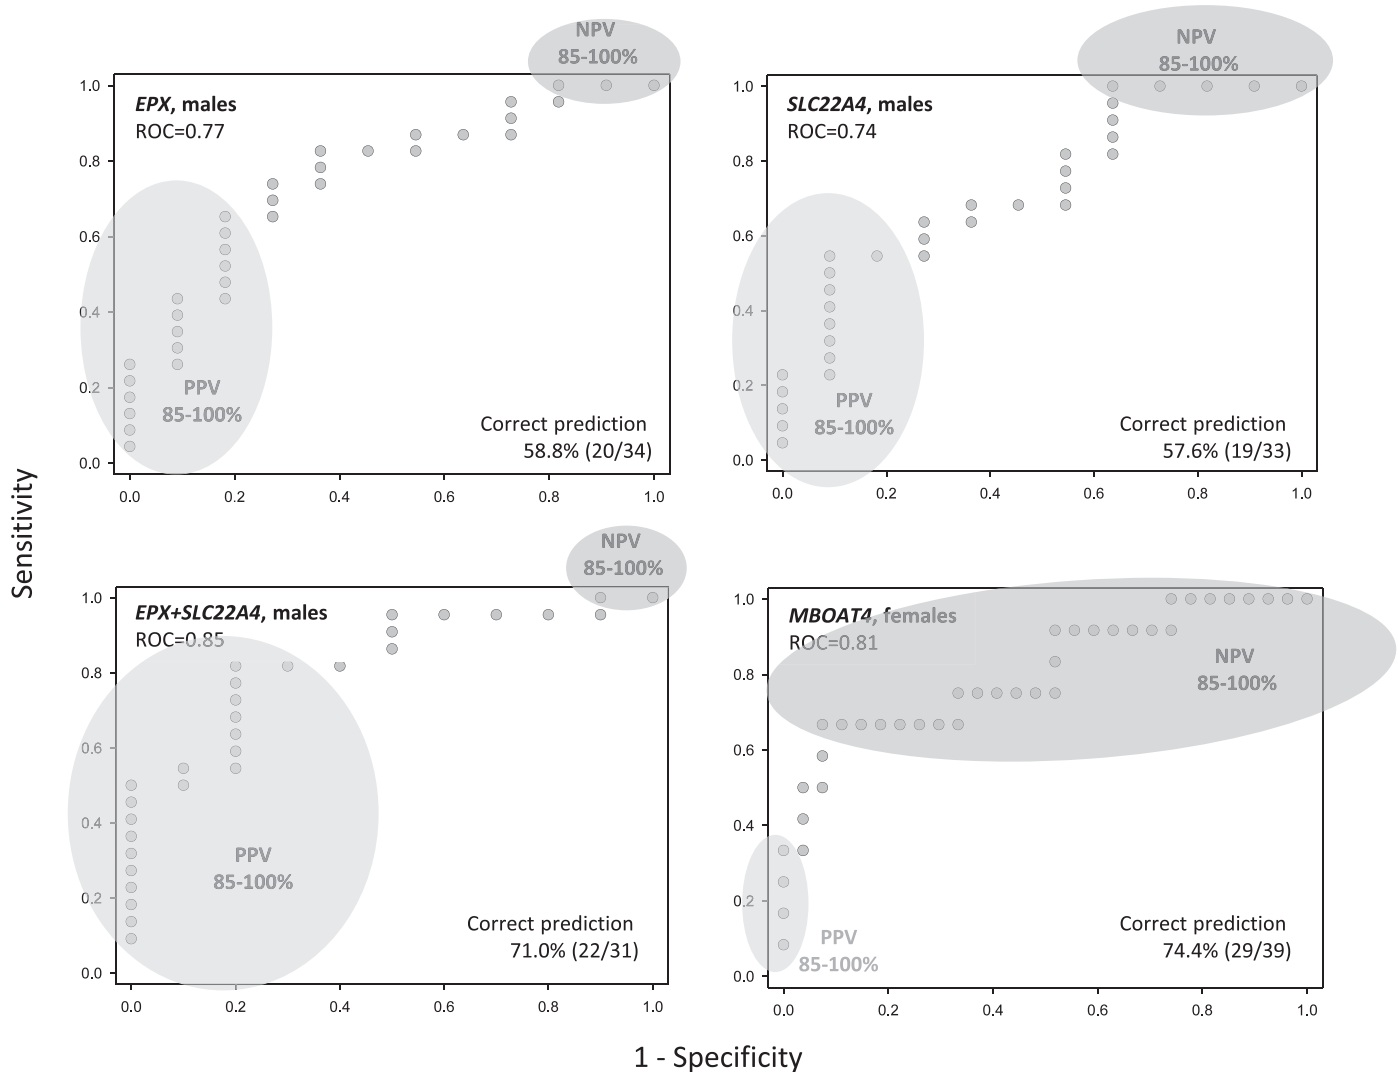 NPV
85-100%
EPX, males
ROC=0.77
1.0
0.8
0.6
0.4
0.2
0.0
PPV
85-100%
Correct prediction
58.8% (20/34)
0.0 0.2 0.4 0.6 0.8 1.0
NPV
85-100%
SLC22A4, males
ROC=0.74
1.0
0.8
0.6
0.4
0.2
0.0
PPV
85-100%
Correct prediction
57.6% (19/33)
0.0 0.2 0.4 0.6 0.8 1.0
Sensitivity
NPV
85-100%
EPX+SLC22A4, males
ROC=0.85
1.0
0.8
0.6
0.4
0.2
0.0
PPV
85-100%
Correct prediction
71.0% (22/31)
0.0 0.2 0.4 0.6 0.8 1.0
MBOAT4, females
ROC=0.81
NPV
85-100%
1.0
0.8
0.6
0.4
0.2
0.0
PPV
85-100%
Correct prediction
74.4% (29/39)
0.0 0.2 0.4 0.6 0.8 1.0
1 - Specificity